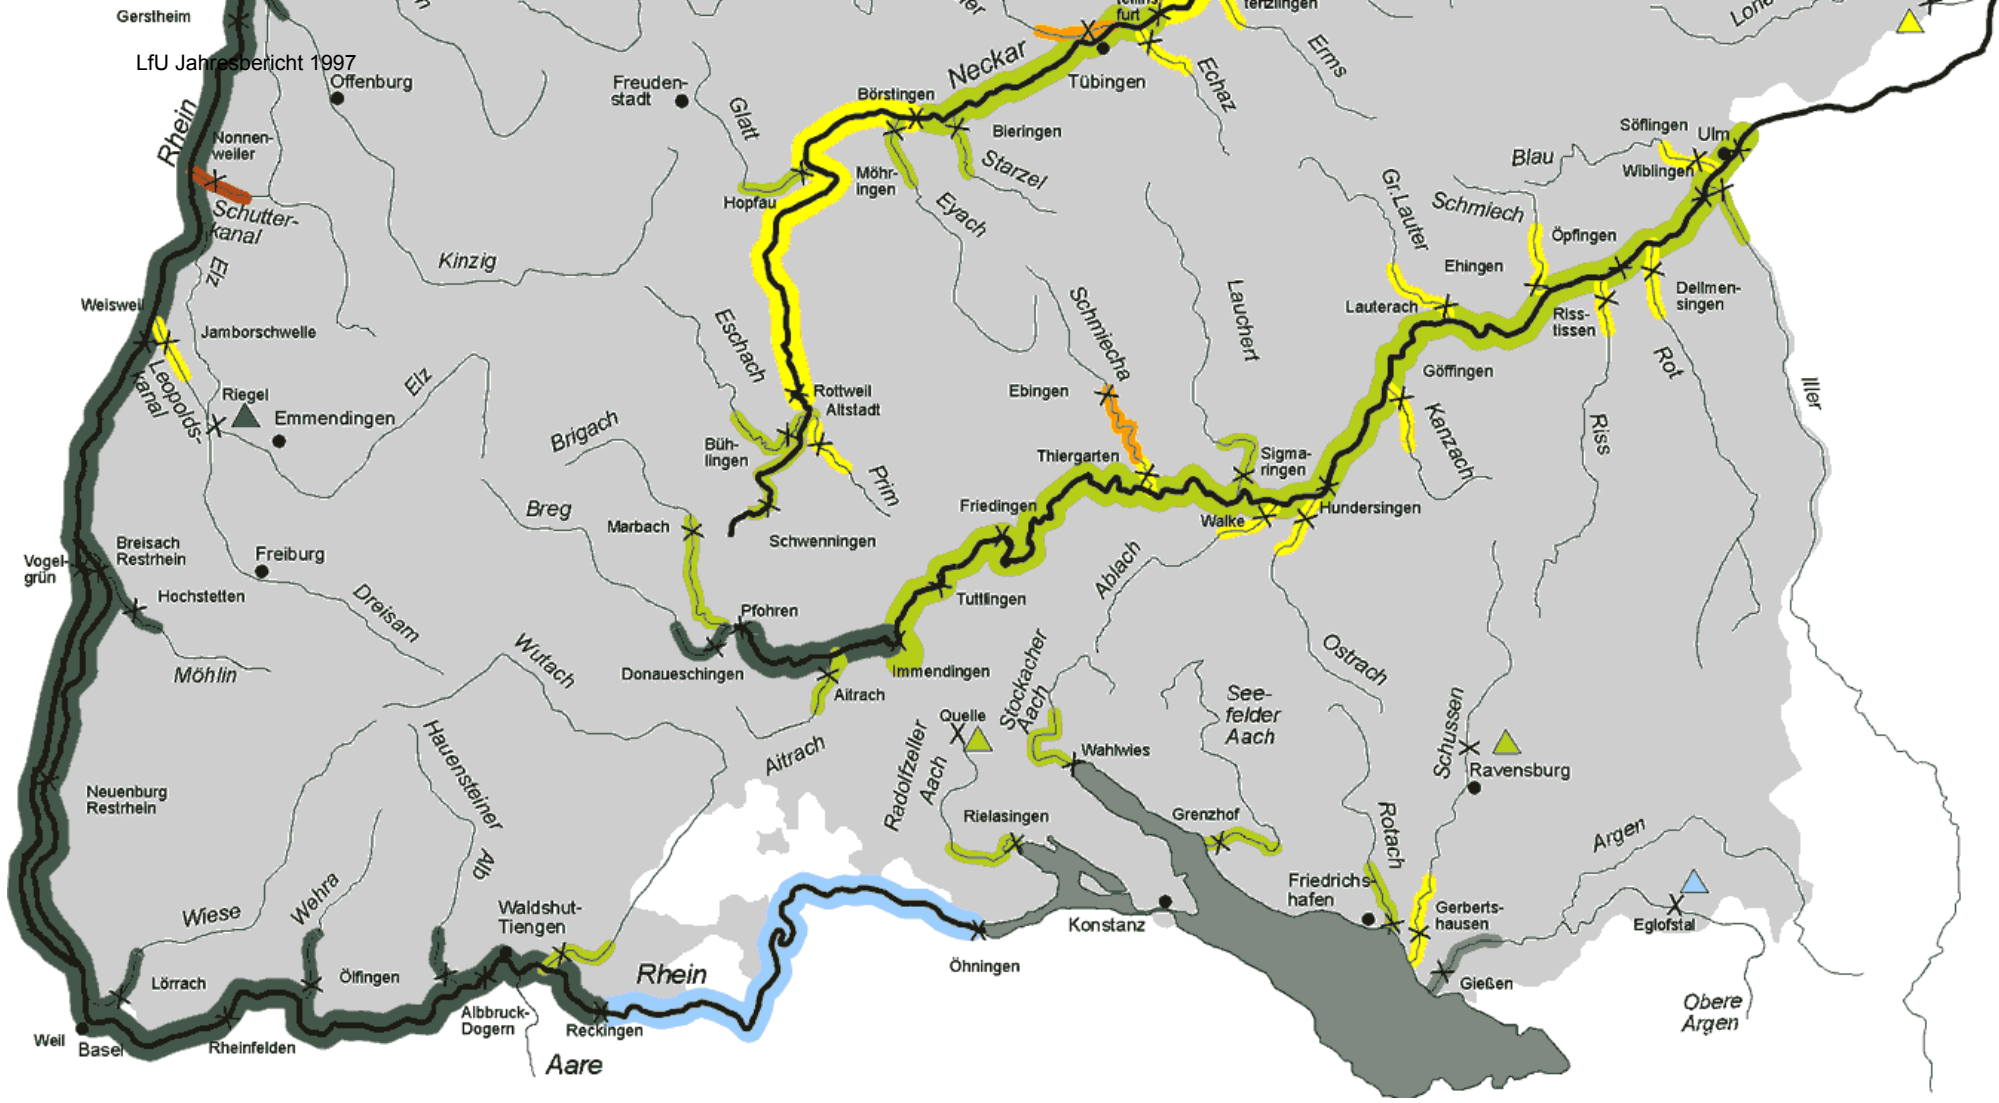 Gerstheim
LfU Jahresbericht 1997
Rhein
Offenburg
Nonnen-
weiler
Schutter-
kanal
Elz
Kinzig
Weisweil
Jamborschwelle
Leopolds-
kanal
Riegel
Emmendingen
Elz
Freuden-
stadt
Glatt
Hopfau
Börstingen
Neckar
furt
Tübingen
Echaz
Erms
Bieringen
Starzel
Möhr-
ingen
Eyach
Eschach
Rottweil
Altstadt
Büh-
lingen
Prim
Schwenningen
Brigach
Breg
Marbach
Pfohren
Donaueschingen
Immendingen
Aitrach
Aitrach
Tuttlingen
Friedingen
Thiergarten
Ebingen
Schmiecha
Lauchert
Sigma-
ringen
Walke
Hundersingen
Ablach
Ostrach
Göffingen
Kanzach
Lauterach
Gr.Lauter
Ehingen
Schmiech
Öpfingen
Blau
Söflingen
Ulm
Wiblingen
Dellmen-
singen
Riss-
tissen
Rot
Riss
Iller
Vogel-
grün
Breisach
Restrhein
Hochstetten
Freiburg
Dreisam
Möhlin
Wutach
Neuenburg
Restrhein
Hauensteiner
Alb
Wiese
Wehra
Waldshut-
Tiengen
Lörrach
Ölfingen
Albbruck-
Dogern
Reckingen
Weil
Basel
Rheinfelden
Aare
Rhein
Öhningen
Quelle
Radolfzeller
Aach
Stockacher
Aach
Wahlwies
Rielasingen
Konstanz
See-
felder
Aach
Grenzhof
Friedrichs-
hafen
Rotach
Schussen
Ravensburg
Gerberts-
hausen
Gießen
Argen
Eglofstal
Obere
Argen